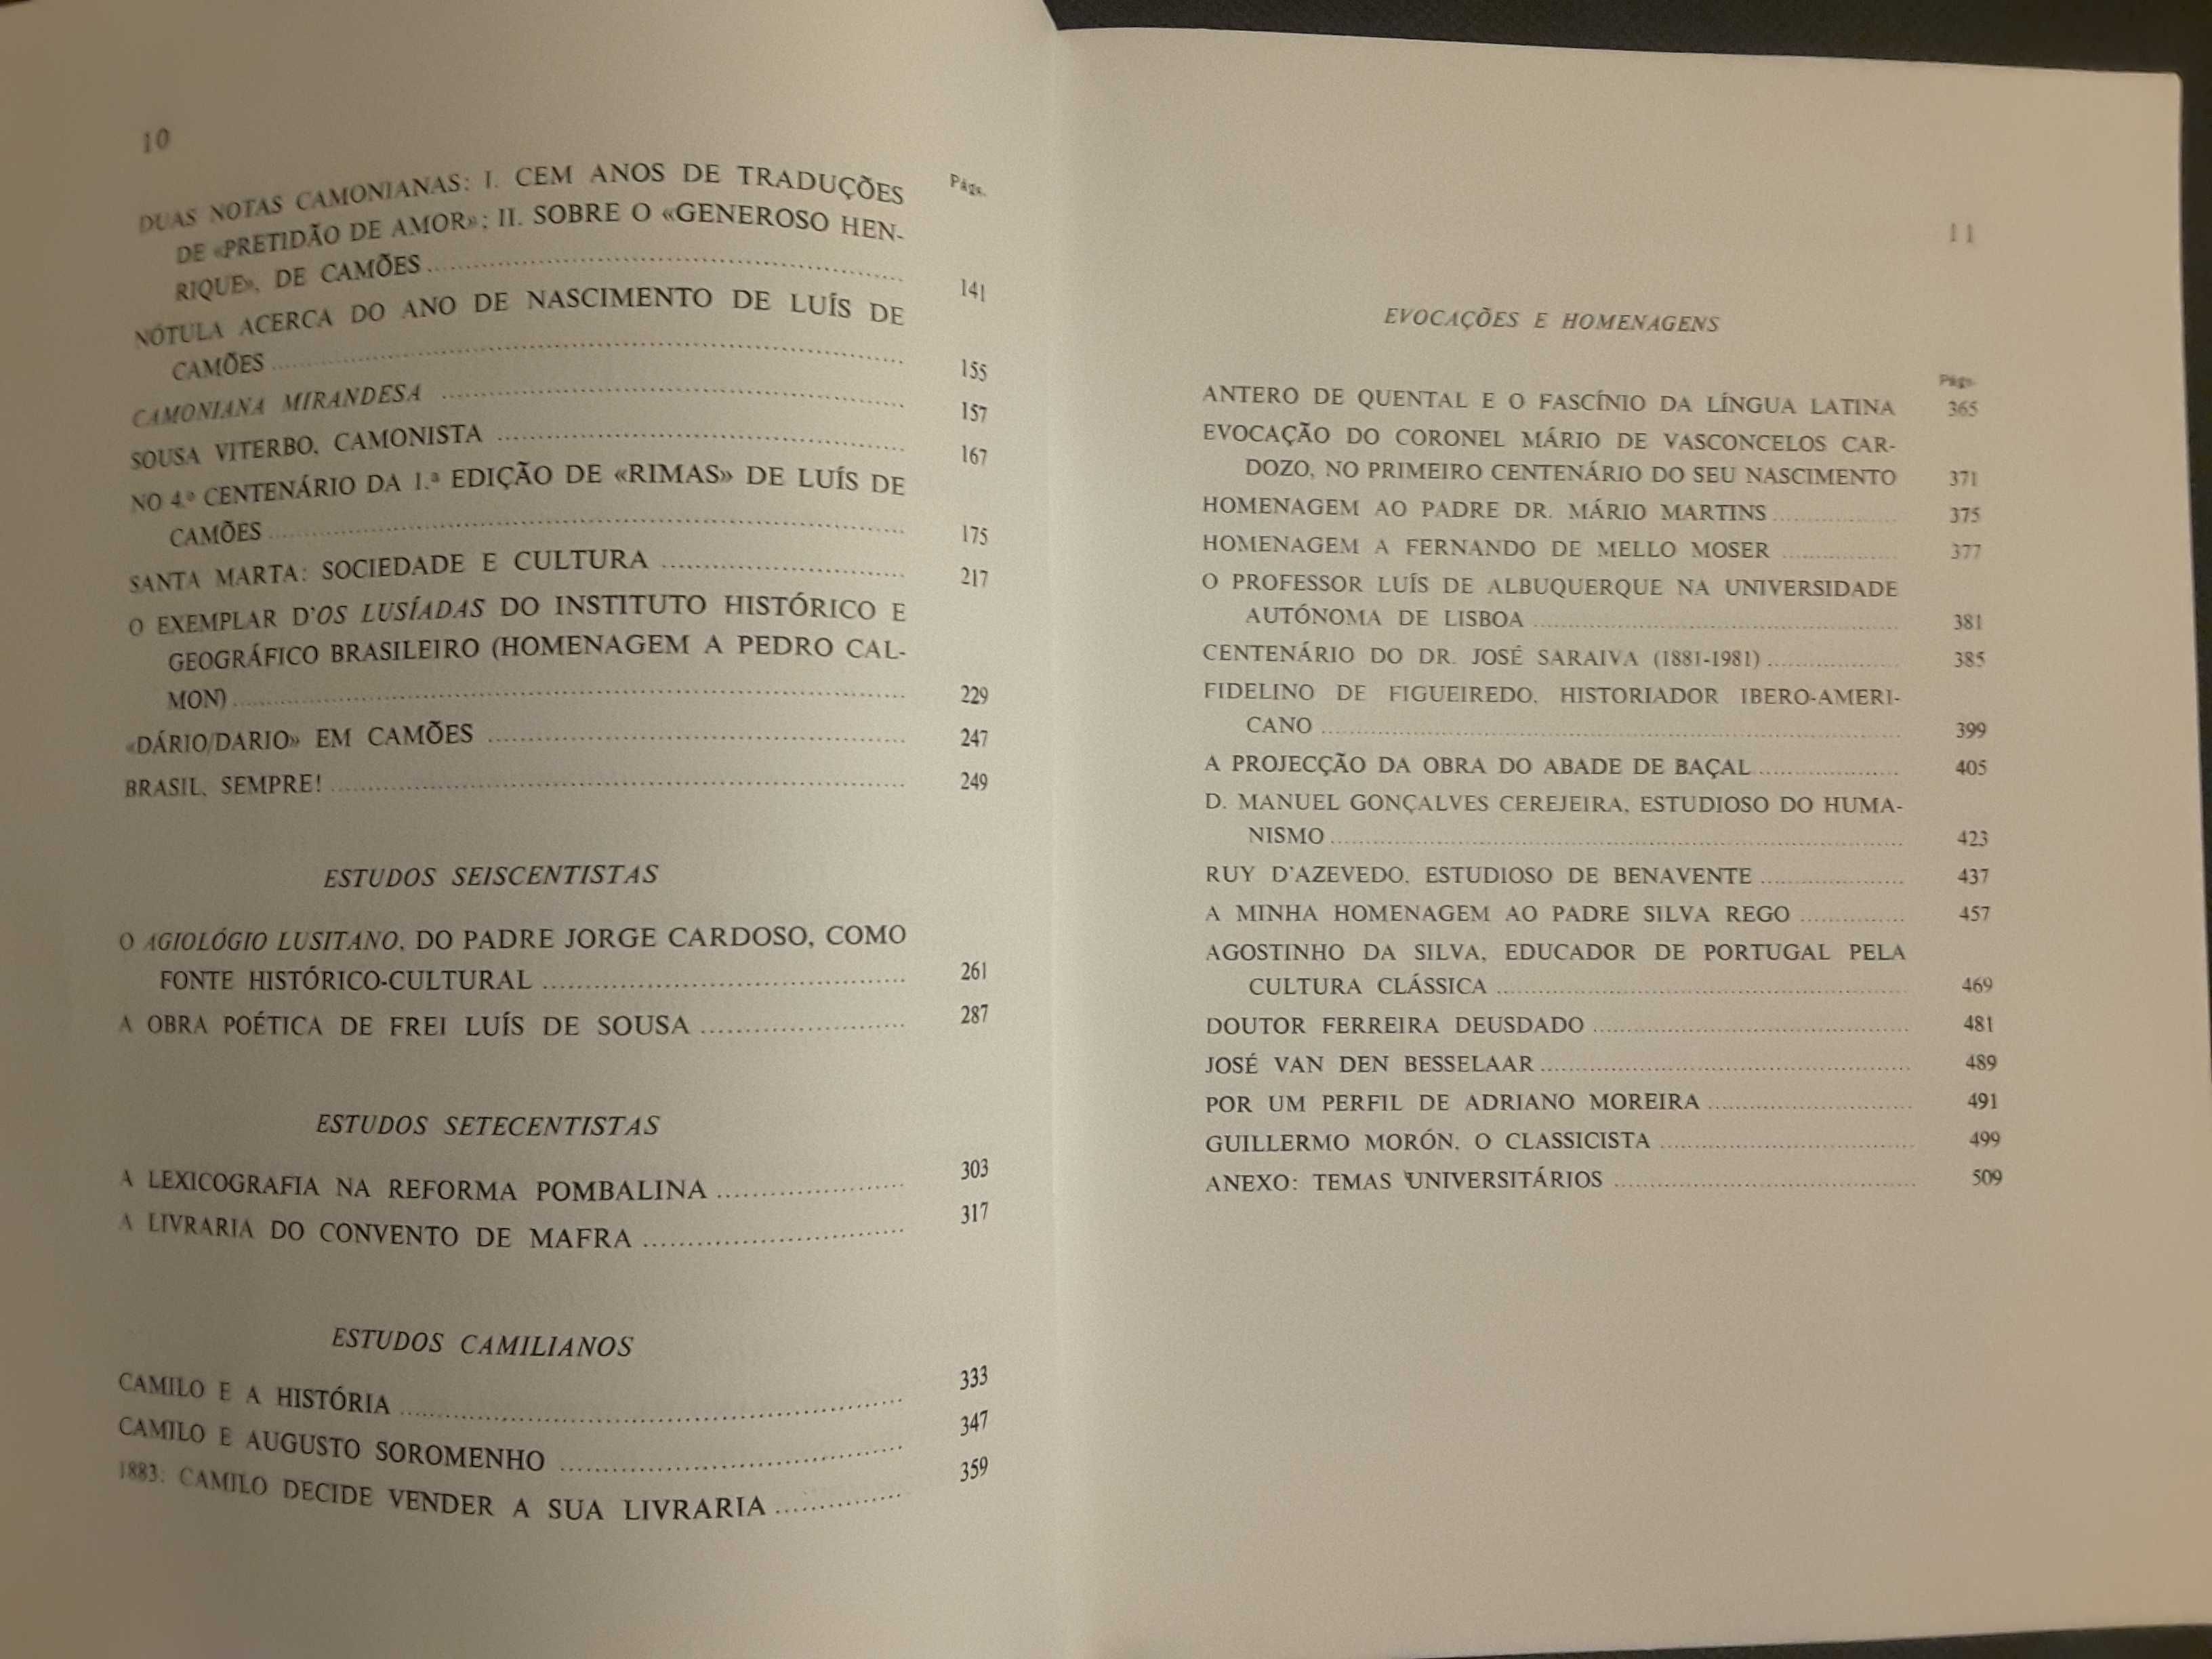 10
Págs.
DUAS NOTAS CAMONIANAS: I. CEM ANOS DE TRADUÇÕES
DE «PRETIDÃO DE AMOR»; II. SOBRE O «GENEROSO HEN-
RIQUE», DE CAMÕES 141
NÓTULA ACERCA DO ANO DE NASCIMENTO DE LUÍS DE
CAMÕES 155
CAMONIANA MIRANDESA 157
SOUSA VITERBO, CAMONISTA 167
NO 4.º CENTENÁRIO DA 1.ª EDIÇÃO DE «RIMAS» DE LUÍS DE
CAMÕES 175
SANTA MARTA: SOCIEDADE E CULTURA 217
O EXEMPLAR D'OS LUSÍADAS DO INSTITUTO HISTÓRICO E
GEOGRÁFICO BRASILEIRO (HOMENAGEM A PEDRO CAL-
MON) 229
«DÁRIO/DARIO» EM CAMÕES 247
BRASIL, SEMPRE! 249
ESTUDOS SEISCENTISTAS
O AGIOLÓGIO LUSITANO, DO PADRE JORGE CARDOSO, COMO
FONTE HISTÓRICO-CULTURAL 261
A OBRA POÉTICA DE FREI LUÍS DE SOUSA 287
ESTUDOS SETECENTISTAS
A LEXICOGRAFIA NA REFORMA POMBALINA 303
A LIVRARIA DO CONVENTO DE MAFRA 317
ESTUDOS CAMILIANOS
CAMILO E A HISTÓRIA 333
CAMILO E AUGUSTO SOROMENHO 347
1883: CAMILO DECIDE VENDER A SUA LIVRARIA 359
11
EVOCAÇÕES E HOMENAGENS
Págs.
ANTERO DE QUENTAL E O FASCÍNIO DA LÍNGUA LATINA 365
EVOCAÇÃO DO CORONEL MÁRIO DE VASCONCELOS CAR-
DOZO, NO PRIMEIRO CENTENÁRIO DO SEU NASCIMENTO 371
HOMENAGEM AO PADRE DR. MÁRIO MARTINS 375
HOMENAGEM A FERNANDO DE MELLO MOSER 377
O PROFESSOR LUÍS DE ALBUQUERQUE NA UNIVERSIDADE
AUTÓNOMA DE LISBOA 381
CENTENÁRIO DO DR. JOSÉ SARAIVA (1881-1981) 385
FIDELINO DE FIGUEIREDO, HISTORIADOR IBERO-AMERI-
CANO 399
A PROJECÇÃO DA OBRA DO ABADE DE BAÇAL 405
D. MANUEL GONÇALVES CEREJEIRA, ESTUDIOSO DO HUMA-
NISMO 423
RUY D'AZEVEDO, ESTUDIOSO DE BENAVENTE 437
A MINHA HOMENAGEM AO PADRE SILVA REGO 457
AGOSTINHO DA SILVA, EDUCADOR DE PORTUGAL PELA
CULTURA CLÁSSICA 469
DOUTOR FERREIRA DEUSDADO 481
JOSÉ VAN DEN BESSELAAR 489
POR UM PERFIL DE ADRIANO MOREIRA 491
GUILLERMO MORÓN, O CLASSICISTA 499
ANEXO: TEMAS UNIVERSITÁRIOS 509